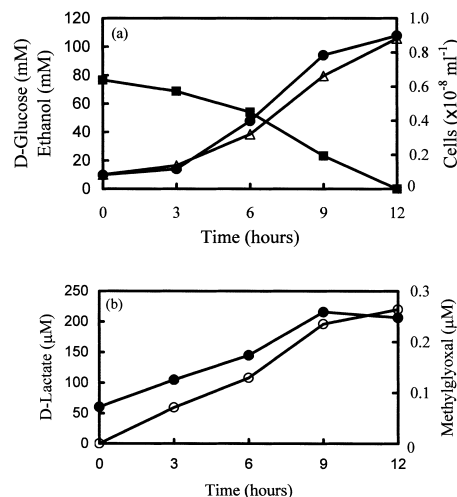 (a)
D-Glucose (mM)
Ethanol (mM)
120
100
80
60
40
20
0
1.0
0.8
0.6
0.4
0.2
0
Cells (x10⁻⁸ ml⁻¹)
0 3 6 9 12
Time (hours)
(b)
D-Lactate (μM)
250
200
150
100
50
0
0.3
0.2
0.1
0
Methylglyoxal (μM)
0 3 6 9 12
Time (hours)